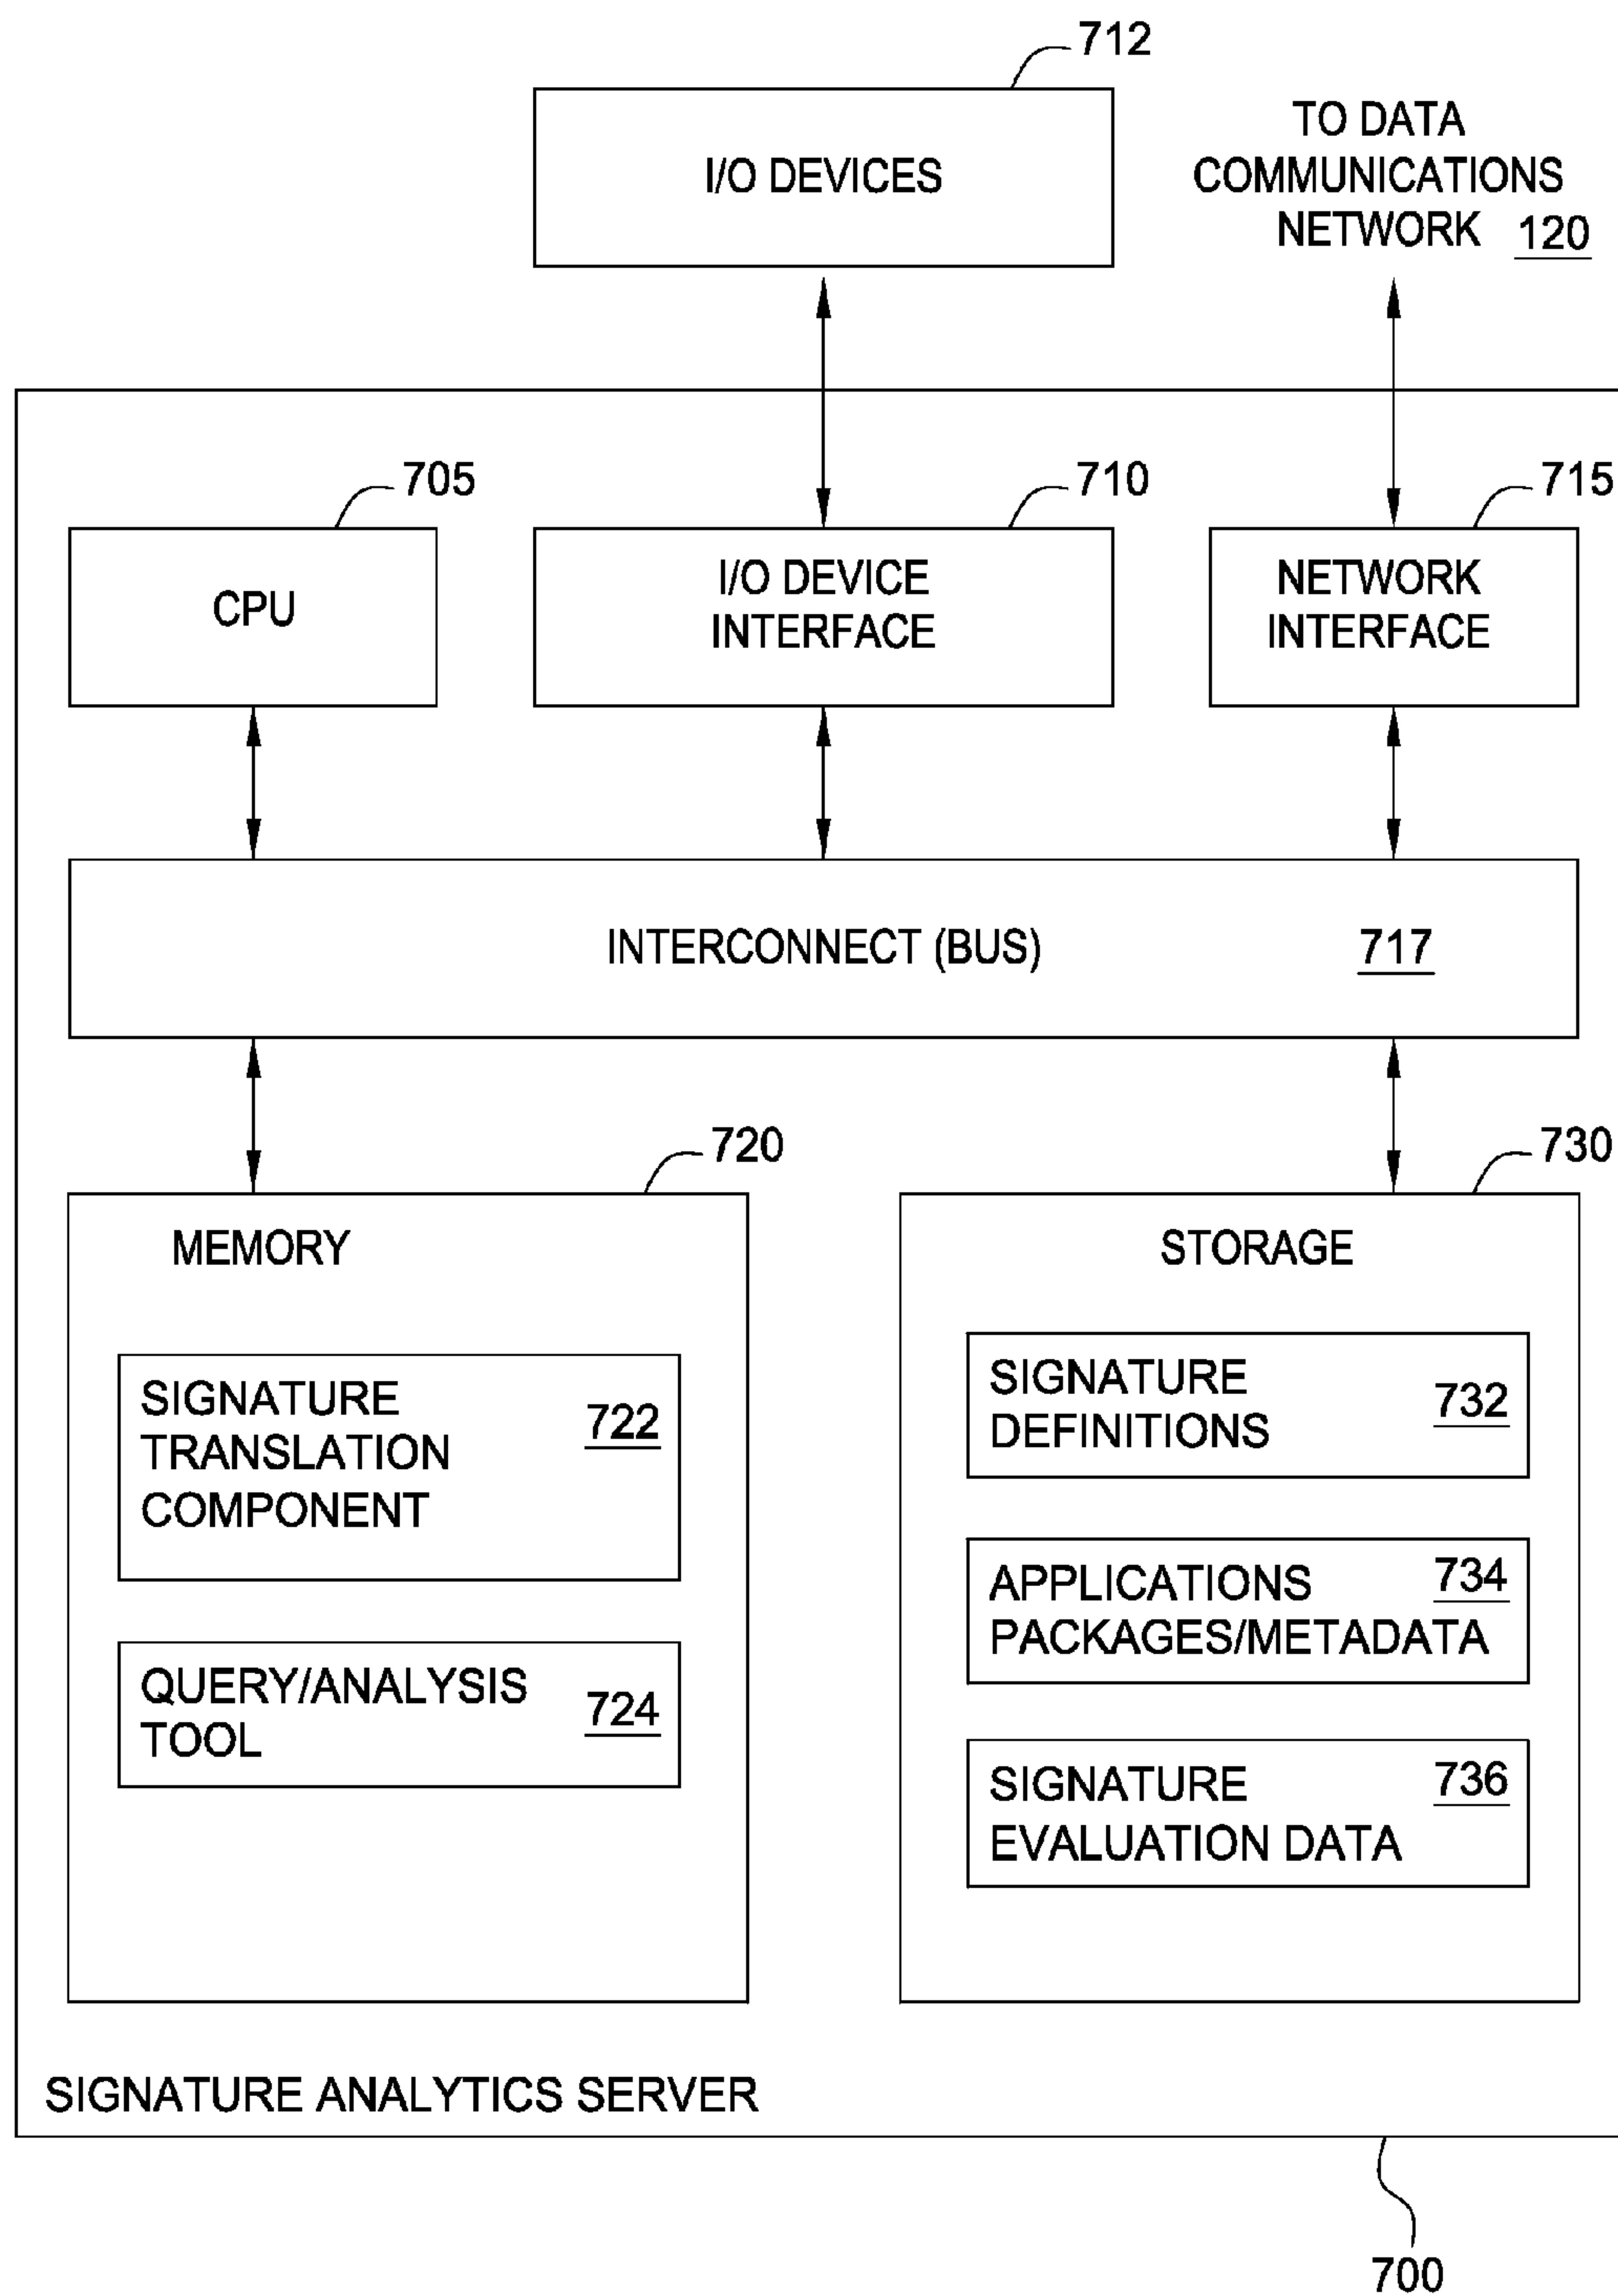 712
I/O DEVICES
TO DATA
COMMUNICATIONS
NETWORK 120
705
710
715
CPU
I/O DEVICE
INTERFACE
NETWORK
INTERFACE
INTERCONNECT (BUS) 717
720
730
MEMORY
SIGNATURE
TRANSLATION
COMPONENT
722
QUERY/ANALYSIS
TOOL
724
STORAGE
SIGNATURE
DEFINITIONS
732
APPLICATIONS
PACKAGES/METADATA
734
SIGNATURE
EVALUATION DATA
736
SIGNATURE ANALYTICS SERVER
700